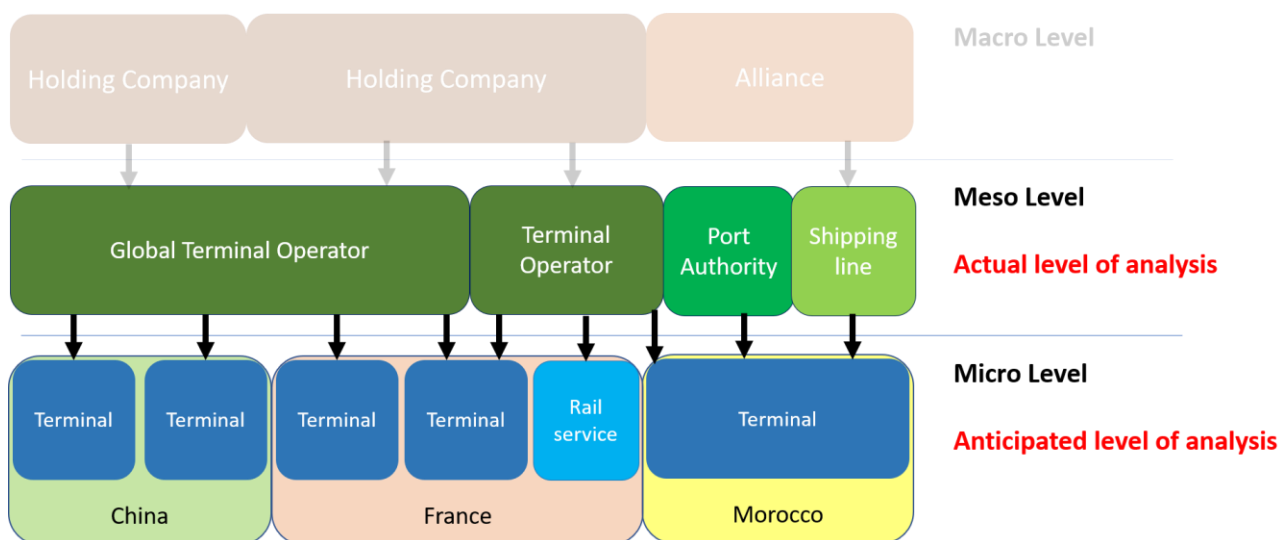 Macro Level
Holding Company
Holding Company
Alliance
Meso Level
Global Terminal Operator
Terminal
Operator
Port
Authority
Shipping
line
Actual level of analysis
Micro Level
Terminal
Terminal
Terminal
Terminal
Rail
service
Terminal
Anticipated level of analysis
China
France
Morocco